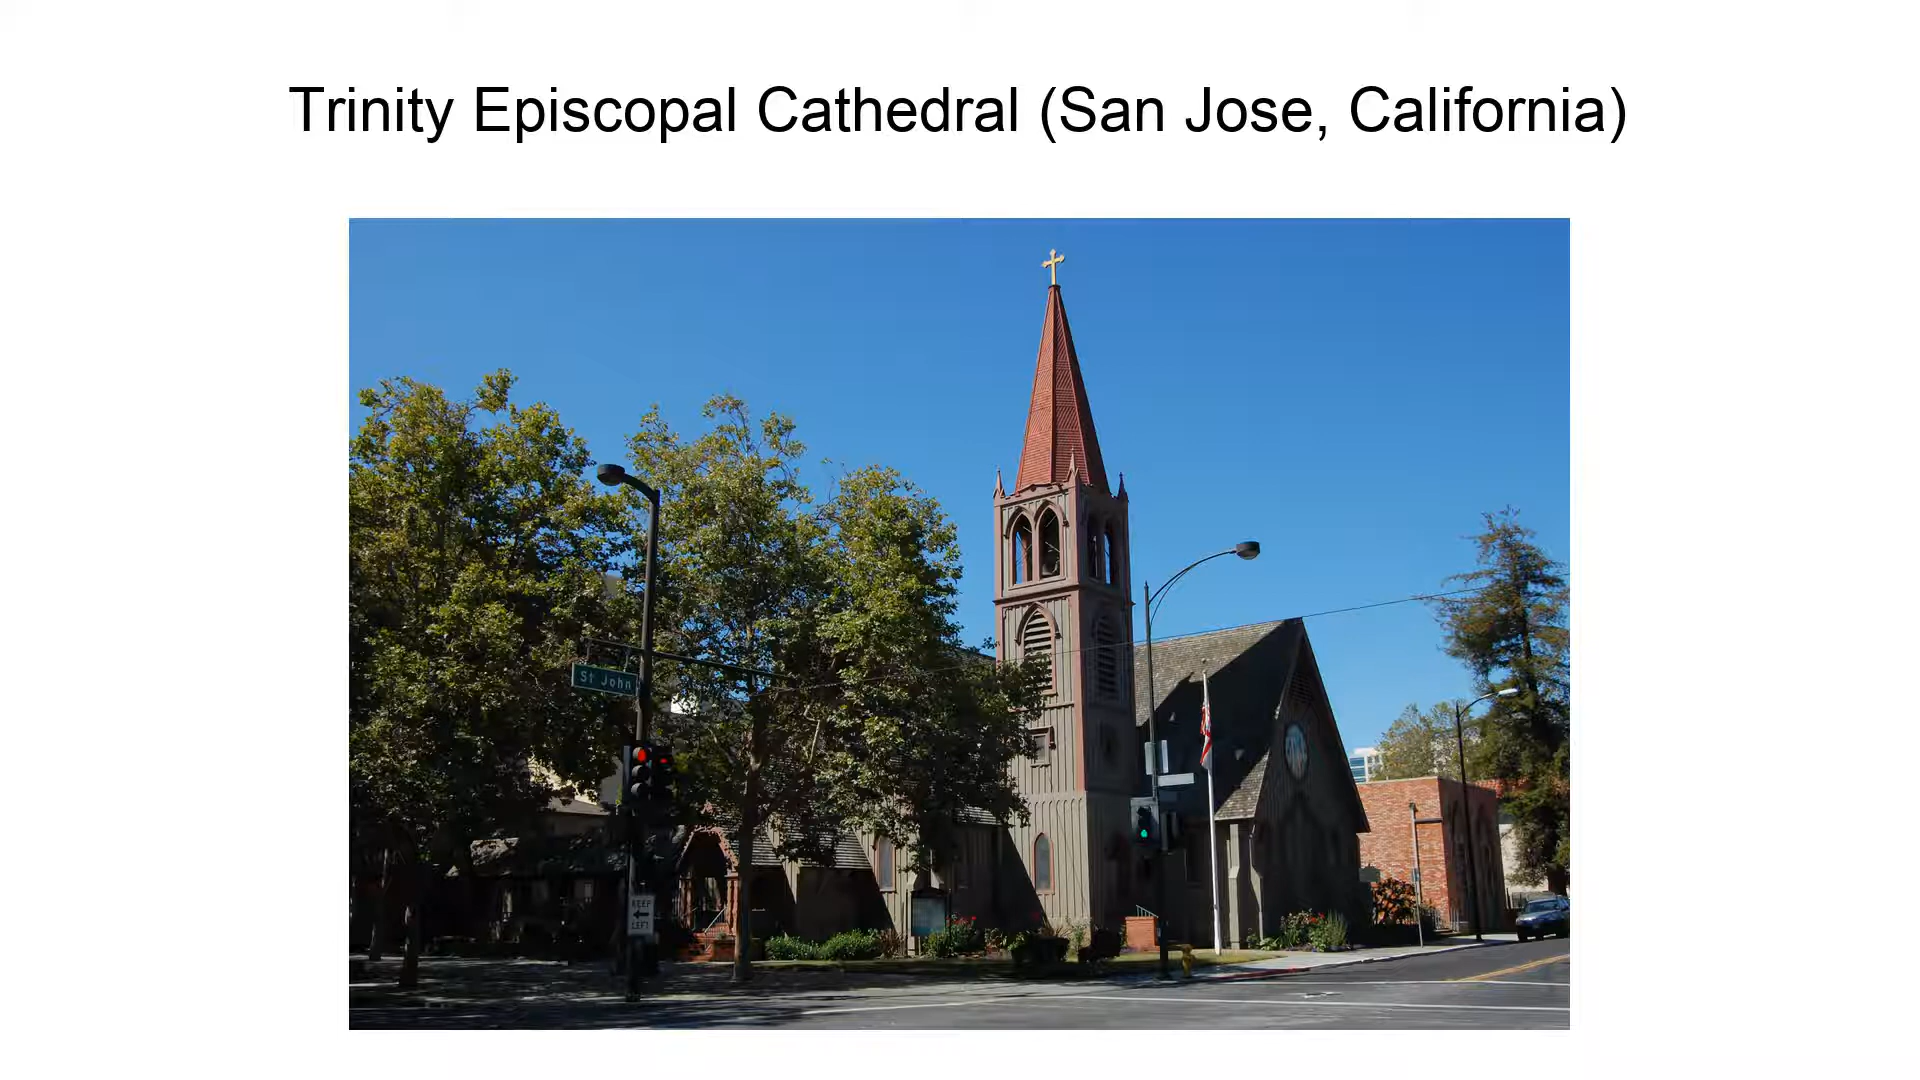 Trinity Episcopal Cathedral (San Jose, California)
St John
KEEP
LEFT